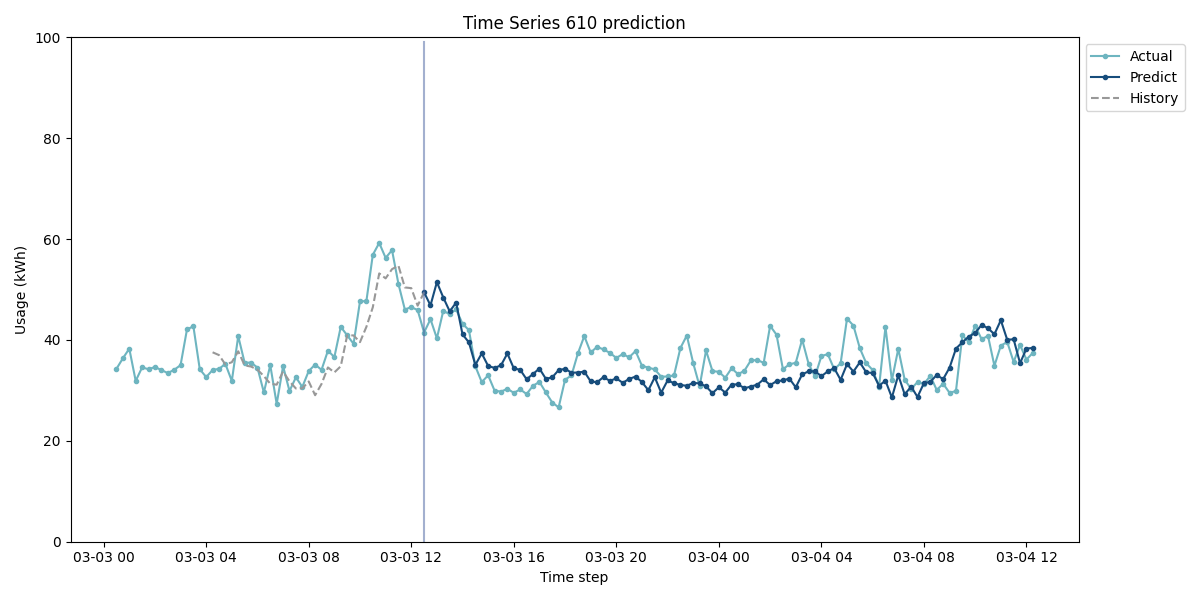 Time Series 610 prediction
100
80
60
40
20
0
Usage (kWh)
03-03 00 03-03 04 03-03 08 03-03 12 03-03 16 03-03 20 03-04 00 03-04 04 03-04 08 03-04 12
Time step
Actual
Predict
History